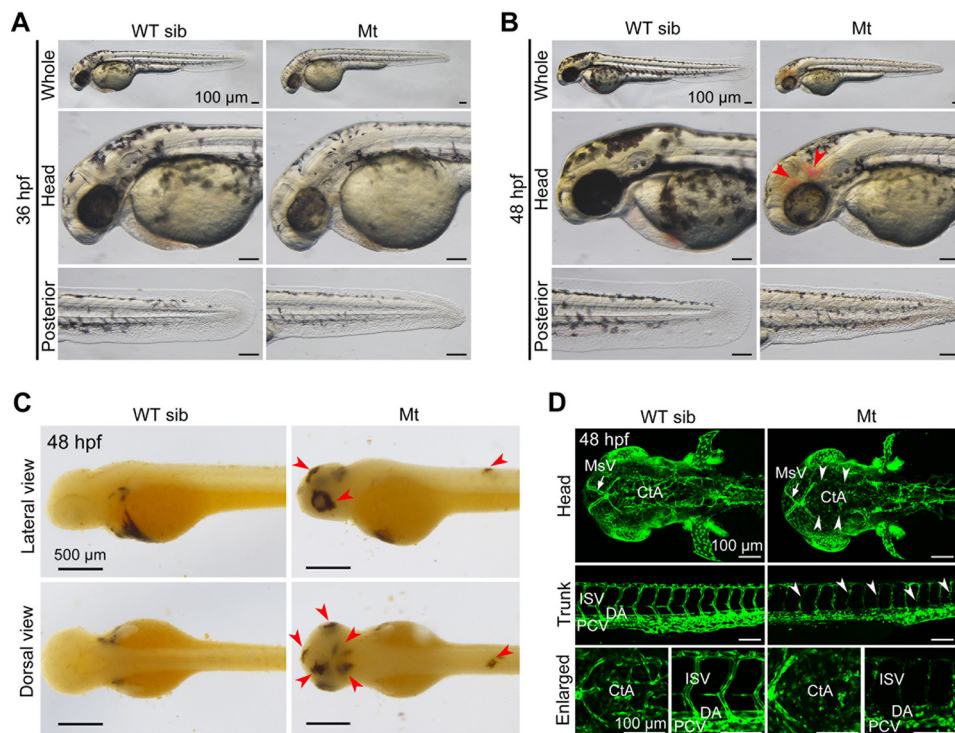 A
WT sib
Mt
Whole
100 µm
36 hpf
Head
Posterior
B
WT sib
Mt
Whole
100 µm
48 hpf
Head
Posterior
C
WT sib
Mt
48 hpf
Lateral view
500 µm
Dorsal view
D
WT sib
Mt
48 hpf
Head
MsV
CtA
MsV
CtA
100 µm
Trunk
ISV
DA
PCV
Enlarged
CtA
100 µm
ISV
DA
PCV
CtA
ISV
DA
PCV